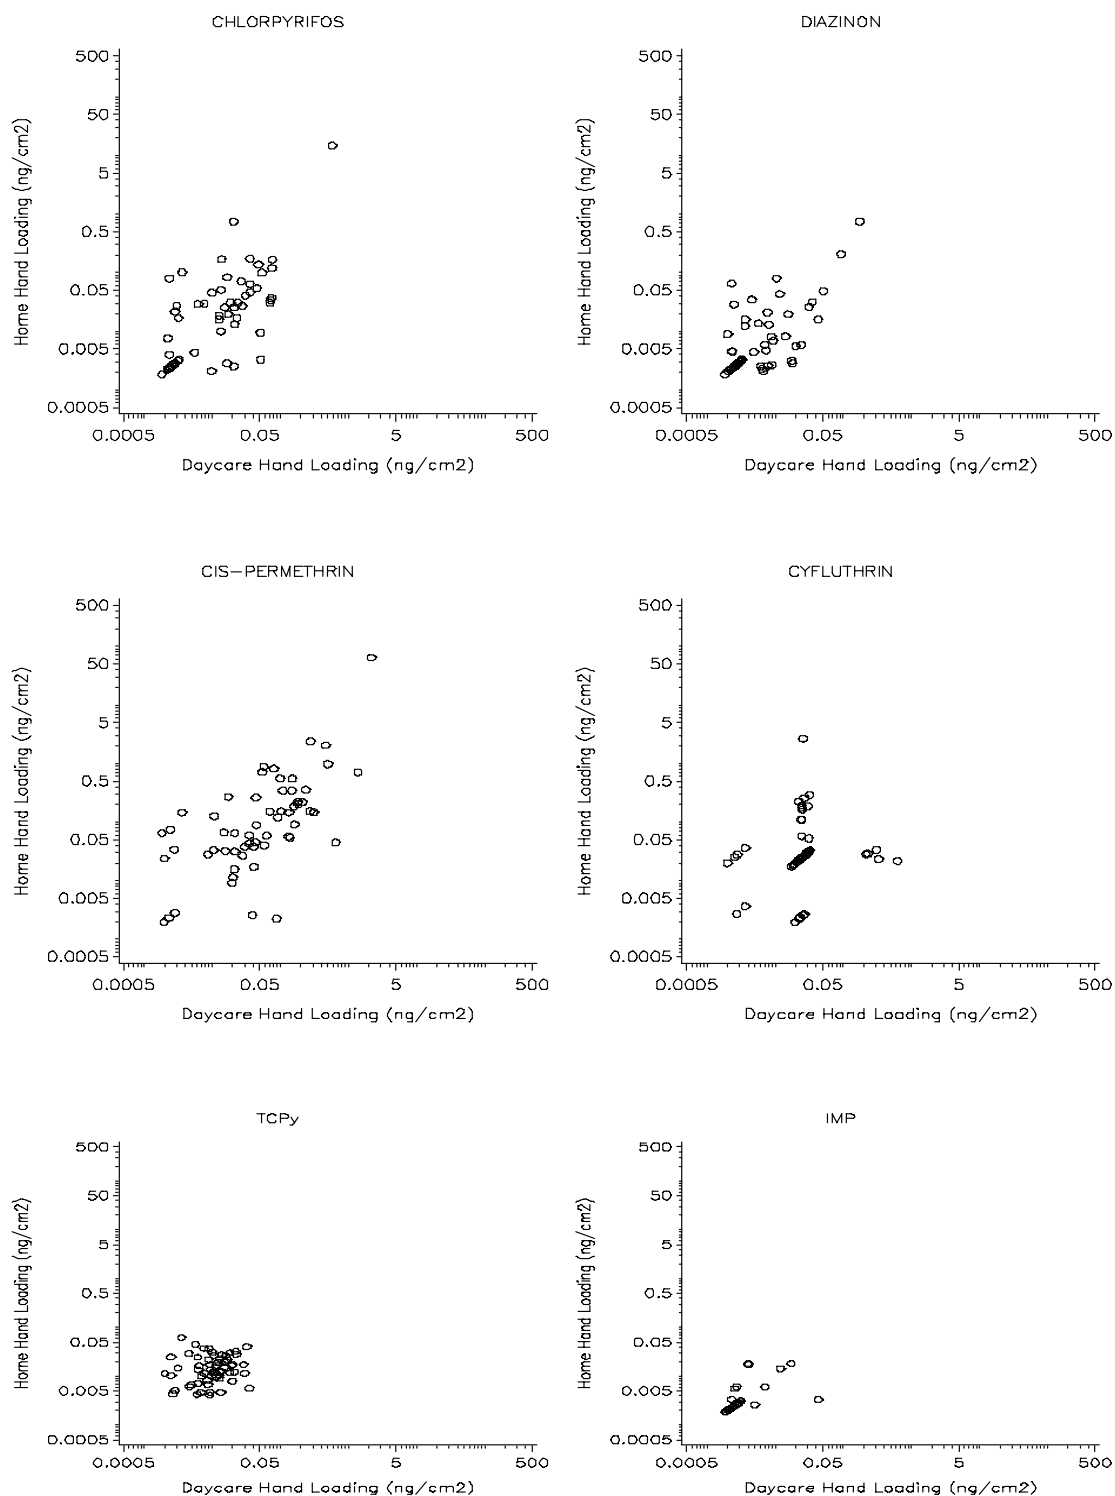 CHLORPYRIFOS
500
50
5
0.5
0.05
0.005
0.0005
Home Hand Loading (ng/cm2)
0.0005 0.05 5 500
Daycare Hand Loading (ng/cm2)
DIAZINON
500
50
5
0.5
0.05
0.005
0.0005
Home Hand Loading (ng/cm2)
0.0005 0.05 5 500
Daycare Hand Loading (ng/cm2)
CIS-PERMETHRIN
500
50
5
0.5
0.05
0.005
0.0005
Home Hand Loading (ng/cm2)
0.0005 0.05 5 500
Daycare Hand Loading (ng/cm2)
CYFLUTHRIN
500
50
5
0.5
0.05
0.005
0.0005
Home Hand Loading (ng/cm2)
0.0005 0.05 5 500
Daycare Hand Loading (ng/cm2)
TCPy
500
50
5
0.5
0.05
0.005
0.0005
Home Hand Loading (ng/cm2)
0.0005 0.05 5 500
Daycare Hand Loading (ng/cm2)
IMP
500
50
5
0.5
0.05
0.005
0.0005
Home Hand Loading (ng/cm2)
0.0005 0.05 5 500
Daycare Hand Loading (ng/cm2)